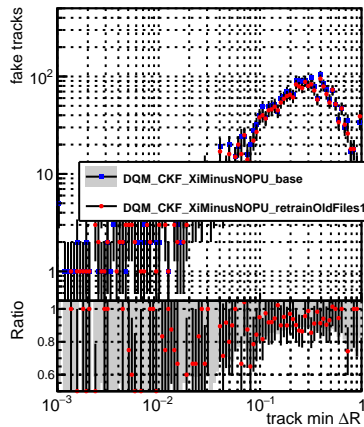 fake tracks
10²
10
1
DQM_CKF_XiMinusNOPU_base
DQM_CKF_XiMinusNOPU_retrainOldFiles1
Ratio
1
0.8
0.6
10⁻³ 10⁻² 10⁻¹ 1
track min ΔR